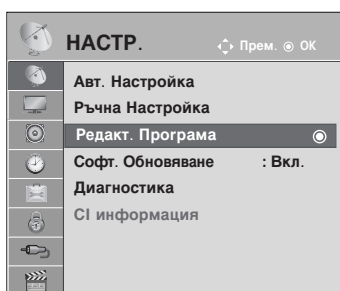 НАСТР.
Прем. OK
Авт. Настройка
Ръчна Настройка
Редакт. Програма
Софт. Обновяване : Вкл.
Диагностика
CI информация